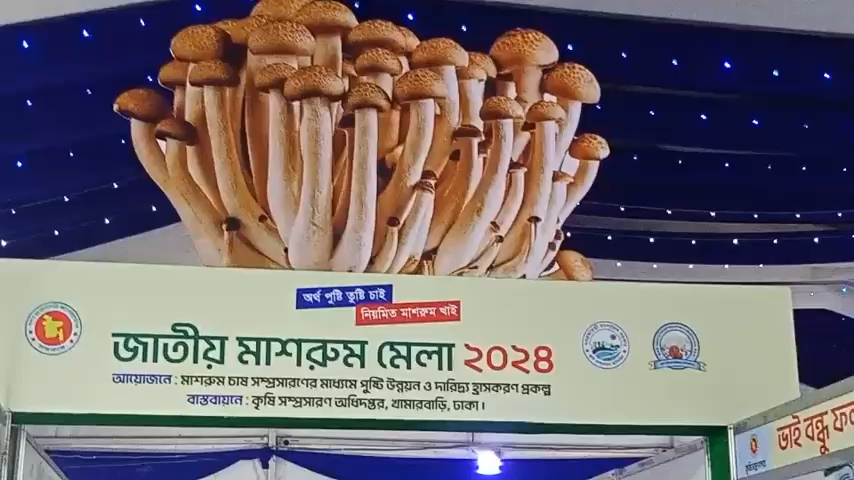 অর্থ পুষ্টি তুষ্টি চাই
নিয়মিত মাশরুম খাই
জাতীয় মাশরুম মেলা ২০২৪
আয়োজনে : মাশরুম চাষ সম্প্রসারণের মাধ্যমে পুষ্টি উন্নয়ন ও দারিদ্র্য হ্রাসকরণ প্রকল্প
বাস্তবায়নে : কৃষি সম্প্রসারণ অধিদপ্তর, খামারবাড়ি, ঢাকা।
ভাই বন্ধু